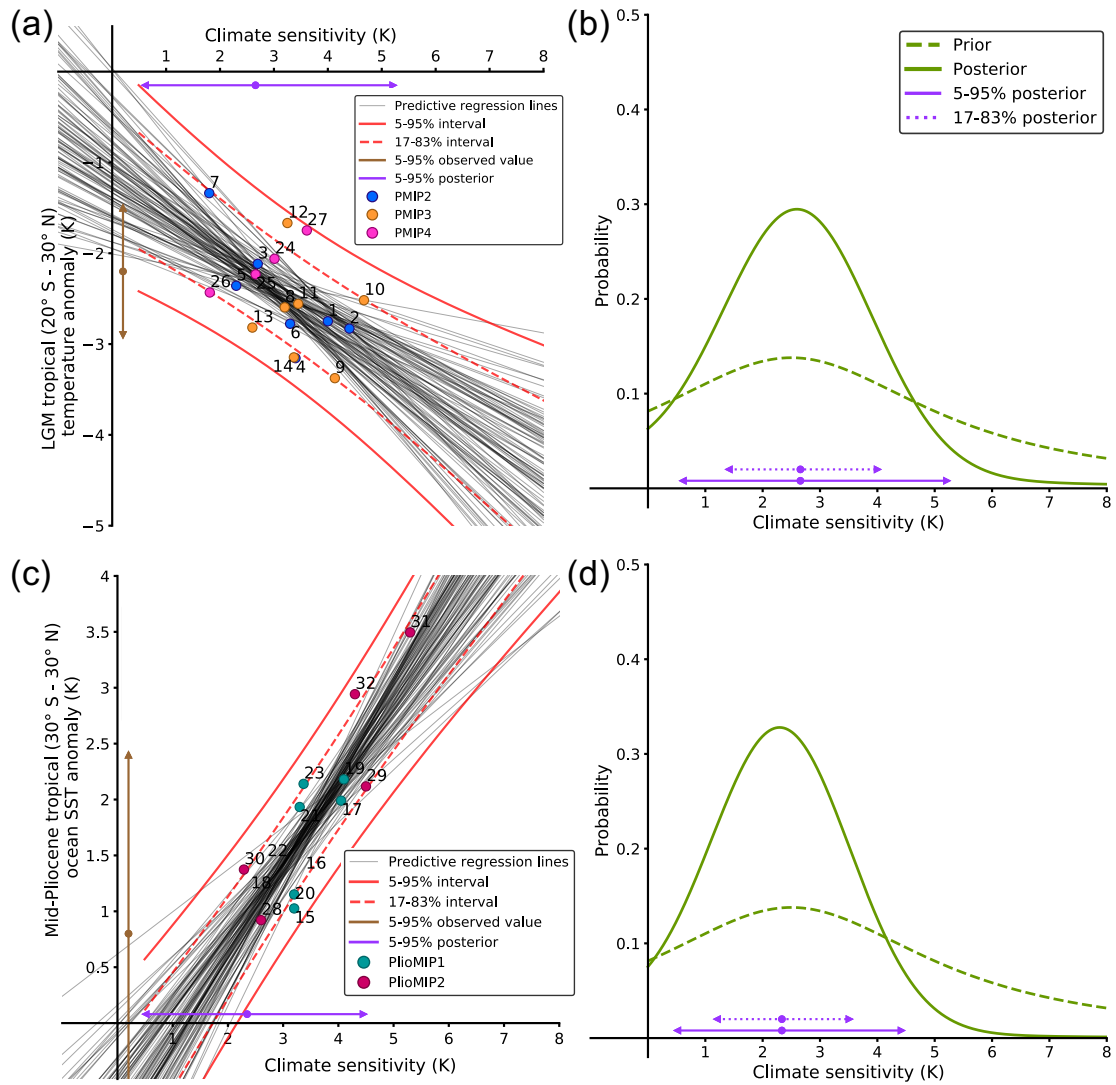 (a)
Climate sensitivity (K)
1 2 3 4 5 6 7 8
Predictive regression lines
5-95% interval
17-83% interval
5-95% observed value
5-95% posterior
PMIP2
PMIP3
PMIP4
−1
−2
−3
−4
−5
LGM tropical (20° S - 30° N)
temperature anomaly (K)
7
12
27
3
24
5
25
26
8
11
10
13
6
1
2
14
4
9
(b)
0.5
0.4
0.3
0.2
0.1
Probability
Prior
Posterior
5-95% posterior
17-83% posterior
1 2 3 4 5 6 7 8
Climate sensitivity (K)
(c)
4
3.5
3
2.5
2
1.5
1
0.5
Mid-Pliocene tropical (30° S - 30° N)
ocean SST anomaly (K)
31
32
23
19
29
21
17
22
30
16
18
20
28
15
Predictive regression lines
5-95% interval
17-83% interval
5-95% observed value
5-95% posterior
PlioMIP1
PlioMIP2
1 2 3 4 5 6 7 8
Climate sensitivity (K)
(d)
0.5
0.4
0.3
0.2
0.1
Probability
1 2 3 4 5 6 7 8
Climate sensitivity (K)